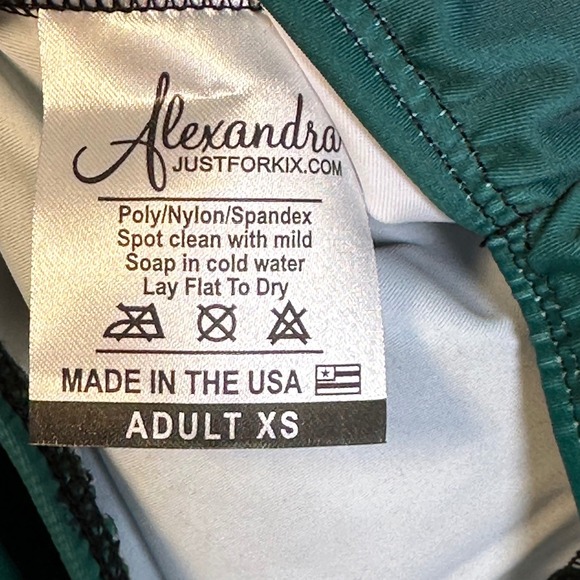 Alexandra
JUSTFORKIX.COM
Poly/Nylon/Spandex
Spot clean with mild
Soap in cold water
Lay Flat To Dry
MADE IN THE USA
ADULT XS